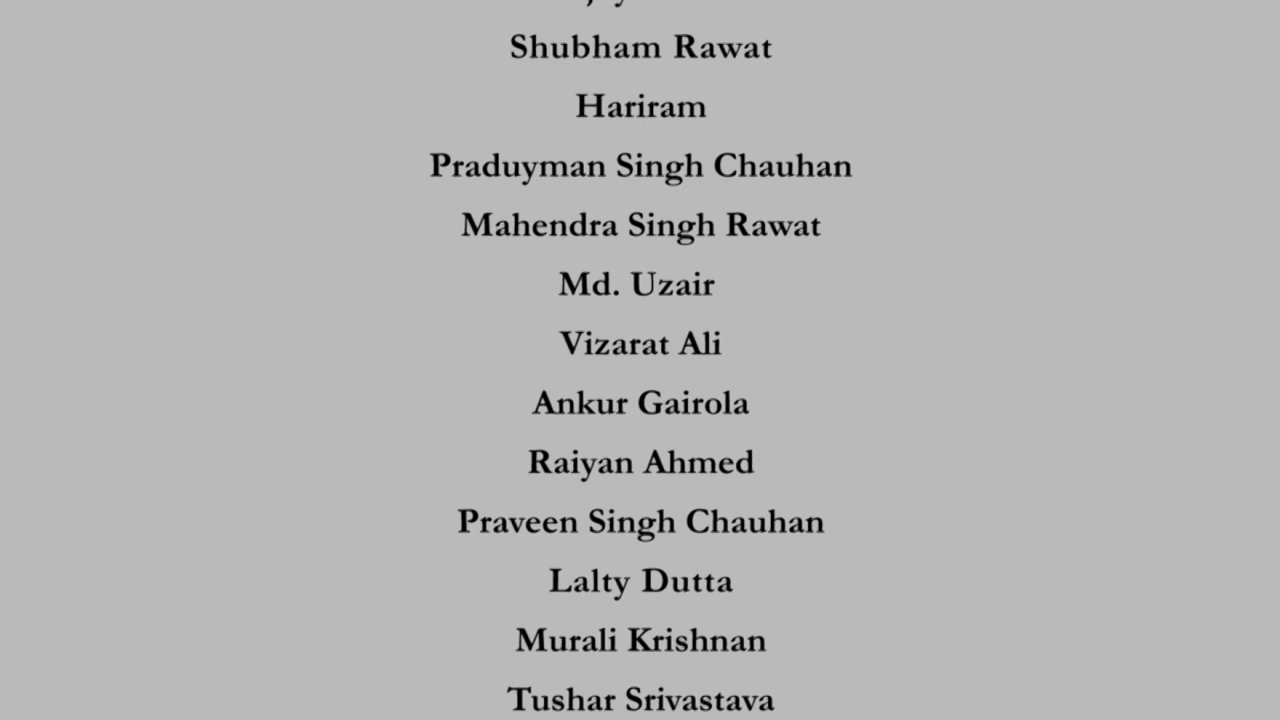 Shubham Rawat
Hariram
Praduyman Singh Chauhan
Mahendra Singh Rawat
Md. Uzair
Vizarat Ali
Ankur Gairola
Raiyan Ahmed
Praveen Singh Chauhan
Lalty Dutta
Murali Krishnan
Tushar Srivastava